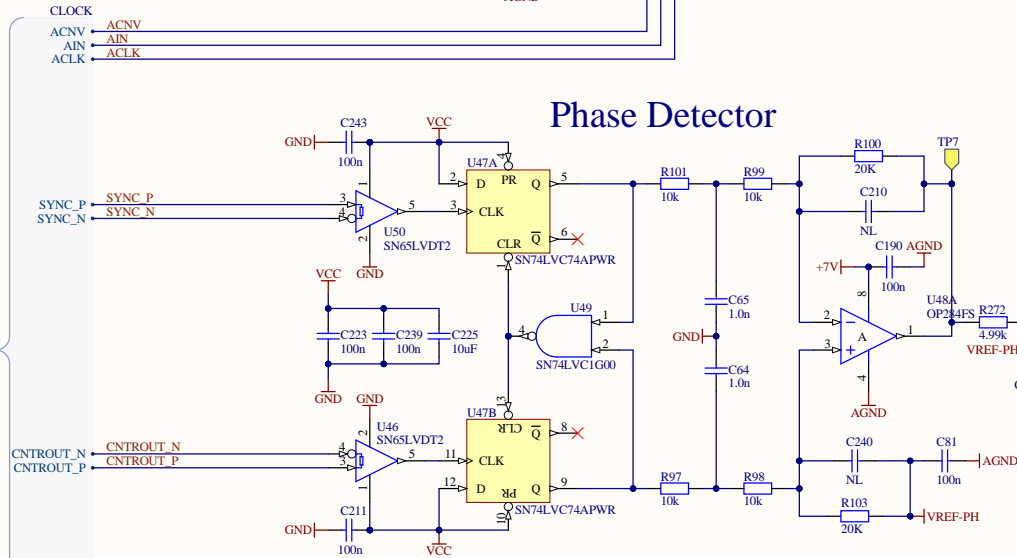 CLOCK
ACNV ACNV
AIN AIN
ACLK ACLK
Phase Detector
C243
GND
100n
VCC
U47A
4
PR
2 D Q 5
3 CLK
Q 6
CLR
1
SN74LVC74APWR
SYNC_P SYNC_P
SYNC_N SYNC_N
1
3
4
5
2
U50
SN65LVDT2
GND
VCC
C223
100n
C239
100n
C225
10uF
GND
GND
U49
1
2
4
SN74LVC1G00
R101
10k
R99
10k
C65
1.0n
GND
C64
1.0n
R100
20K
C210
NL
TP7
C190
100n
AGND
+7V
8
U48A
OP284FS
2
3
A
1
4
AGND
R272
4.99k
VREF-PH
GND
2
U46
SN65LVDT2
CNTROUT_N CNTROUT_N
CNTROUT_P CNTROUT_P
4
3
5
1
C211
GND
100n
VCC
U47B
13
CLR
Q 8
11 CLK
12 D Q 9
PR
10
SN74LVC74APWR
R97
10k
R98
10k
C240
NL
C81
100n
AGND
R103
20K
VREF-PH